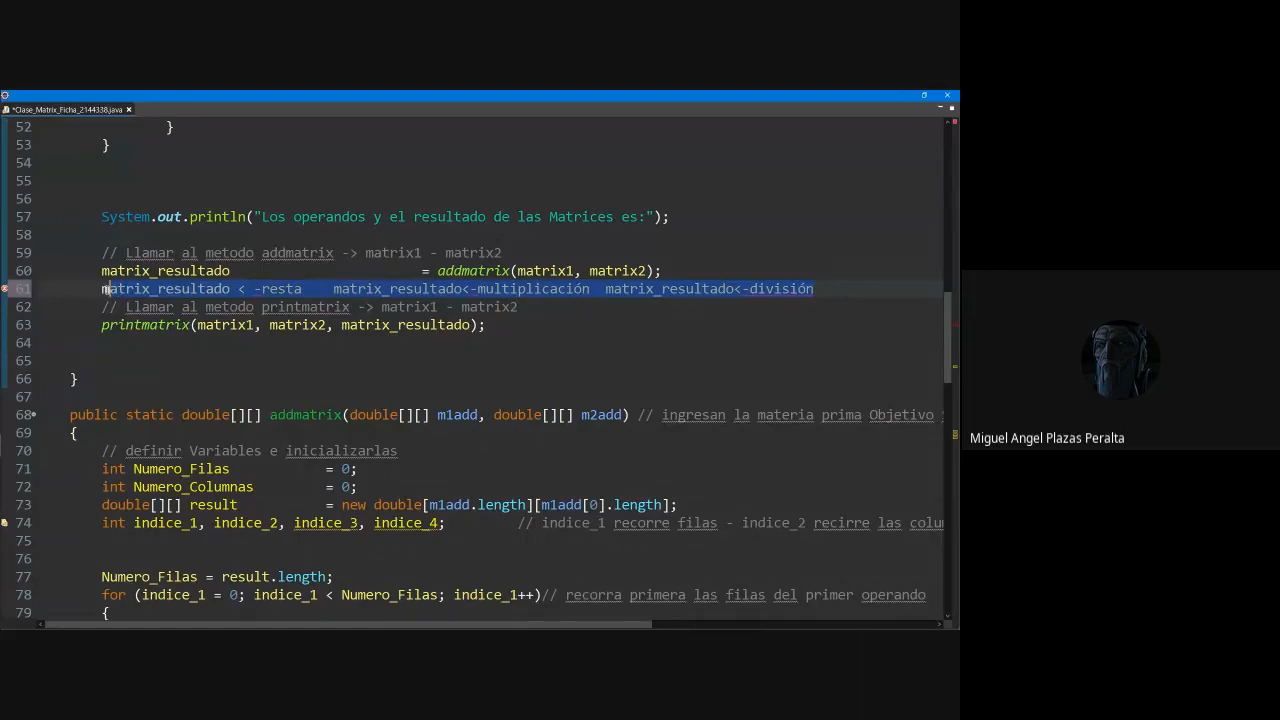 *Clase_Matrix_Ficha_2144338.java
52 }
53 }
54
55
56
57 System.out.println("Los operandos y el resultado de las Matrices es:");
58
59 // Llamar al metodo addmatrix -> matrix1 - matrix2
60 matrix_resultado = addmatrix(matrix1, matrix2);
61 matrix_resultado < -resta matrix_resultado<-multiplicación matrix_resultado<-división
62 // Llamar al metodo printmatrix -> matrix1 - matrix2
63 printmatrix(matrix1, matrix2, matrix_resultado);
64
65
66 }
67
68 public static double[][] addmatrix(double[][] m1add, double[][] m2add) // ingresan la materia prima Objetivo
69 {
70 // definir Variables e inicializarlas
71 int Numero_Filas = 0;
72 int Numero_Columnas = 0;
73 double[][] result = new double[m1add.length][m1add[0].length];
74 int indice_1, indice_2, indice_3, indice_4; // indice_1 recorre filas - indice_2 recirre las colu
75
76
77 Numero_Filas = result.length;
78 for (indice_1 = 0; indice_1 < Numero_Filas; indice_1++)// recorra primera las filas del primer operando
79 {
Miguel Angel Plazas Peralta